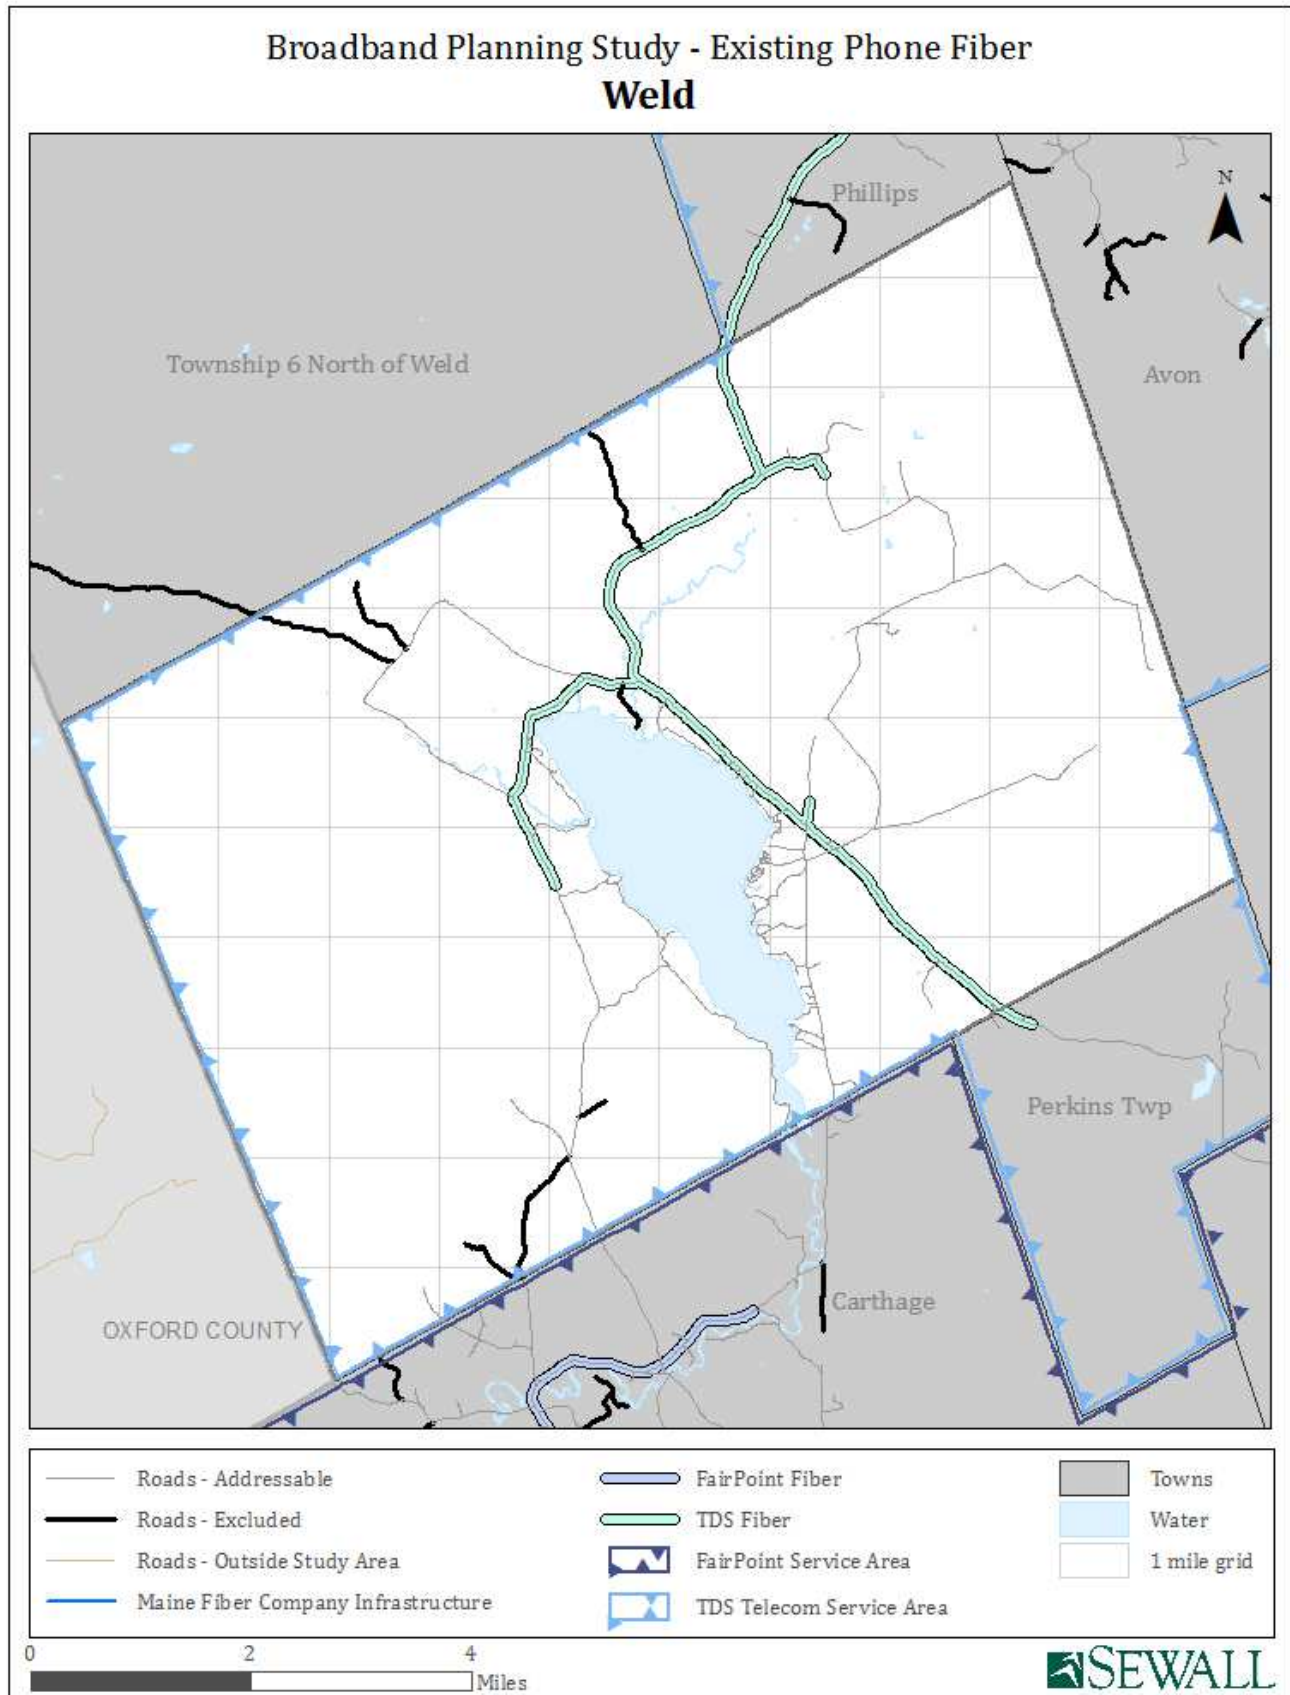 Broadband Planning Study - Existing Phone Fiber
Weld
Phillips
N
Township 6 North of Weld
Avon
Perkins Twp
Carthage
OXFORD COUNTY
Roads - Addressable
Roads - Excluded
Roads - Outside Study Area
Maine Fiber Company Infrastructure
FairPoint Fiber
TDS Fiber
FairPoint Service Area
TDS Telecom Service Area
Towns
Water
1 mile grid
0 2 4
Miles
SEWALL